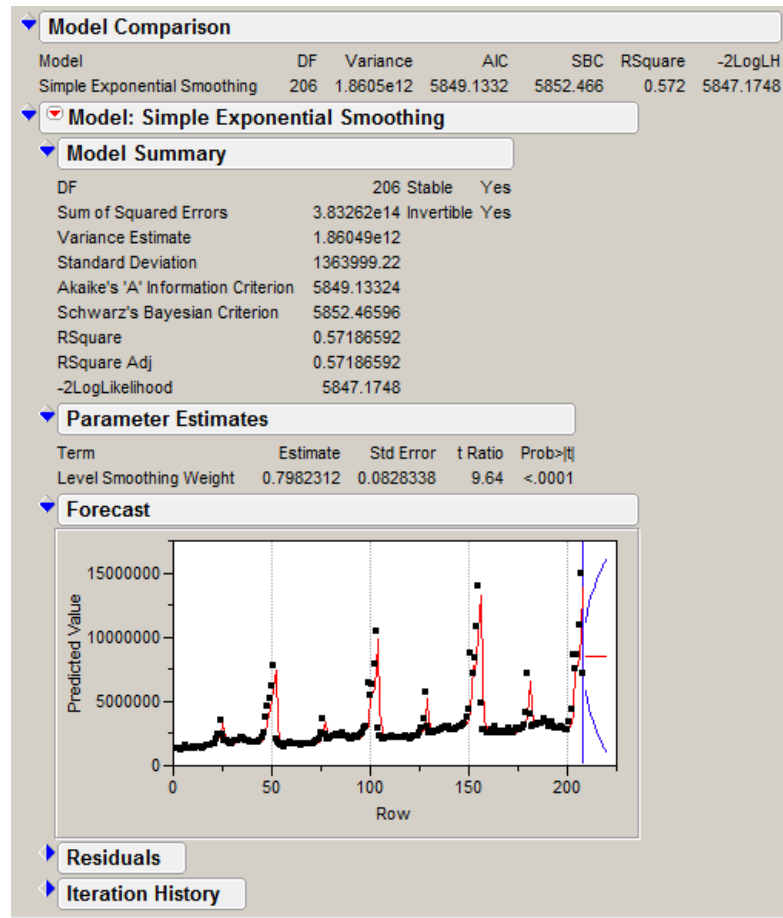 Model Comparison
Model DF Variance AIC SBC RSquare -2LogLH
Simple Exponential Smoothing 206 1.8605e12 5849.1332 5852.466 0.572 5847.1748
Model: Simple Exponential Smoothing
Model Summary
DF 206 Stable Yes
Sum of Squared Errors 3.83262e14 Invertible Yes
Variance Estimate 1.86049e12
Standard Deviation 1363999.22
Akaike's 'A' Information Criterion 5849.13324
Schwarz's Bayesian Criterion 5852.46596
RSquare 0.57186592
RSquare Adj 0.57186592
-2LogLikelihood 5847.1748
Parameter Estimates
Term Estimate Std Error t Ratio Prob>|t|
Level Smoothing Weight 0.7982312 0.0828338 9.64 <.0001
Forecast
Predicted Value
15000000
10000000
5000000
0
0 50 100 150 200
Row
Residuals
Iteration History